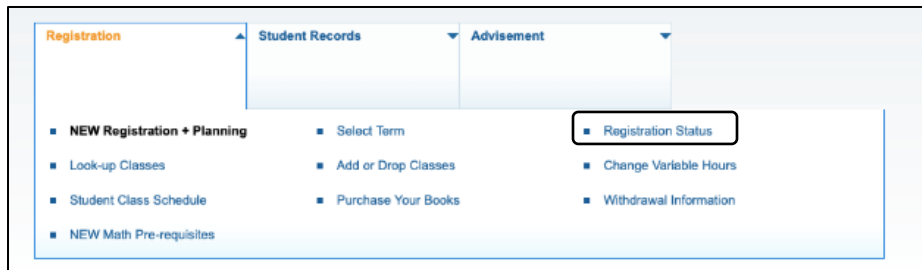 Registration Student Records Advisement
NEW Registration + Planning Select Term Registration Status
Look-up Classes Add or Drop Classes Change Variable Hours
Student Class Schedule Purchase Your Books Withdrawal Information
NEW Math Pre-requisites